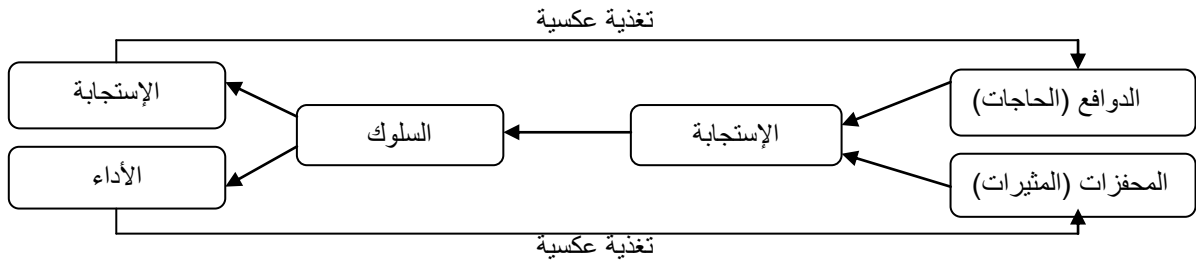 تغذية عكسية
الدوافع (الحاجات)
الإستجابة
السلوك
الإستجابة
المحفزات (المثيرات)
الأداء
تغذية عكسية